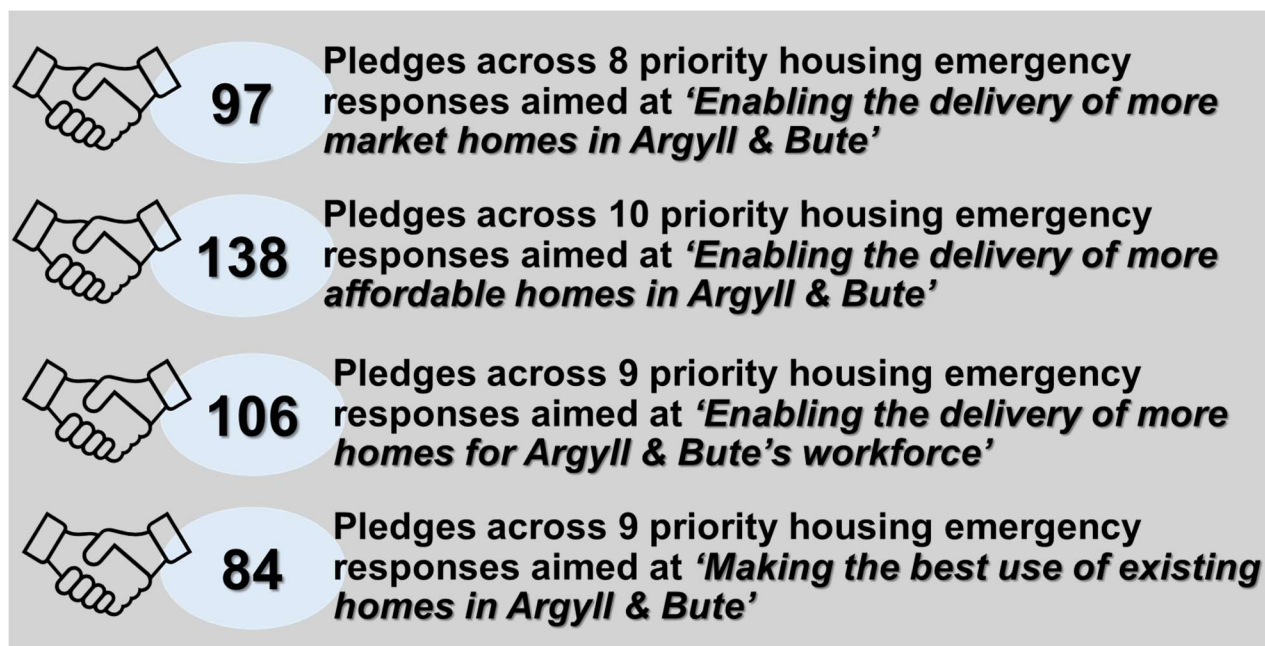 97
Pledges across 8 priority housing emergency
responses aimed at ‘Enabling the delivery of more
market homes in Argyll & Bute’
138
Pledges across 10 priority housing emergency
responses aimed at ‘Enabling the delivery of more
affordable homes in Argyll & Bute’
106
Pledges across 9 priority housing emergency
responses aimed at ‘Enabling the delivery of more
homes for Argyll & Bute’s workforce’
84
Pledges across 9 priority housing emergency
responses aimed at ‘Making the best use of existing
homes in Argyll & Bute’